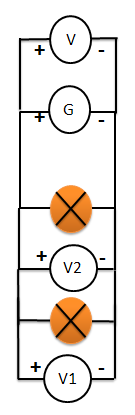 V
+ -
G
+ -
+ -
V2
+ -
V1